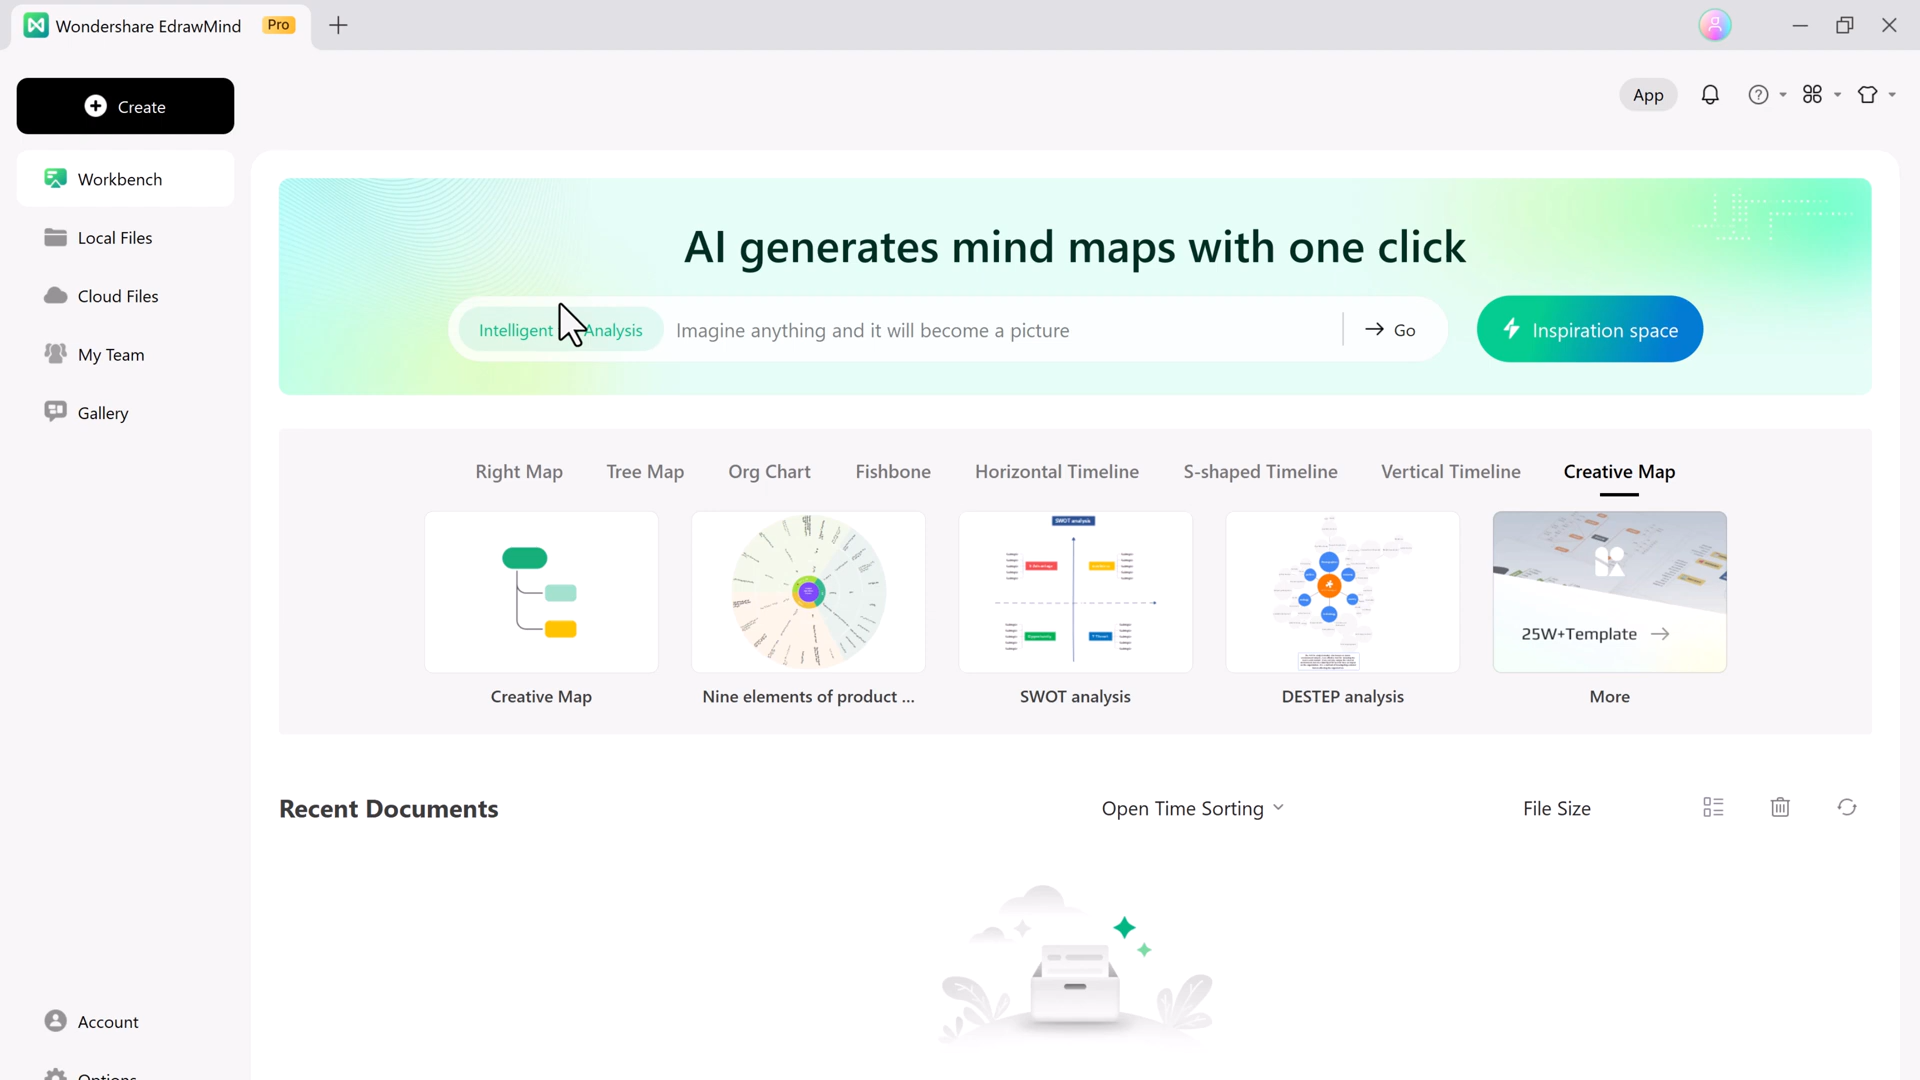 Wondershare EdrawMind Pro
Create
App
Workbench
Local Files
Cloud Files
My Team
Gallery
AI generates mind maps with one click
Intelligent Analysis
Imagine anything and it will become a picture
Go
Inspiration space
Right Map
Tree Map
Org Chart
Fishbone
Horizontal Timeline
S-shaped Timeline
Vertical Timeline
Creative Map
SWOT analysis
25W+Template
Creative Map
Nine elements of product ...
SWOT analysis
DESTEP analysis
More
Recent Documents
Open Time Sorting
File Size
Account
Options